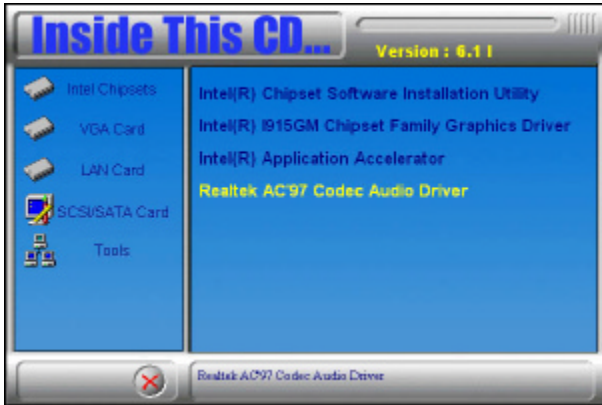 Inside This CD...
Version : 6.1 I
Intel Chipsets
VGA Card
LAN Card
SCSI/SATA Card
Tools
Intel(R) Chipset Software Installation Utility
Intel(R) I915GM Chipset Family Graphics Driver
Intel(R) Application Accelerator
Realtek AC'97 Codec Audio Driver
Realtek AC'97 Codec Audio Driver